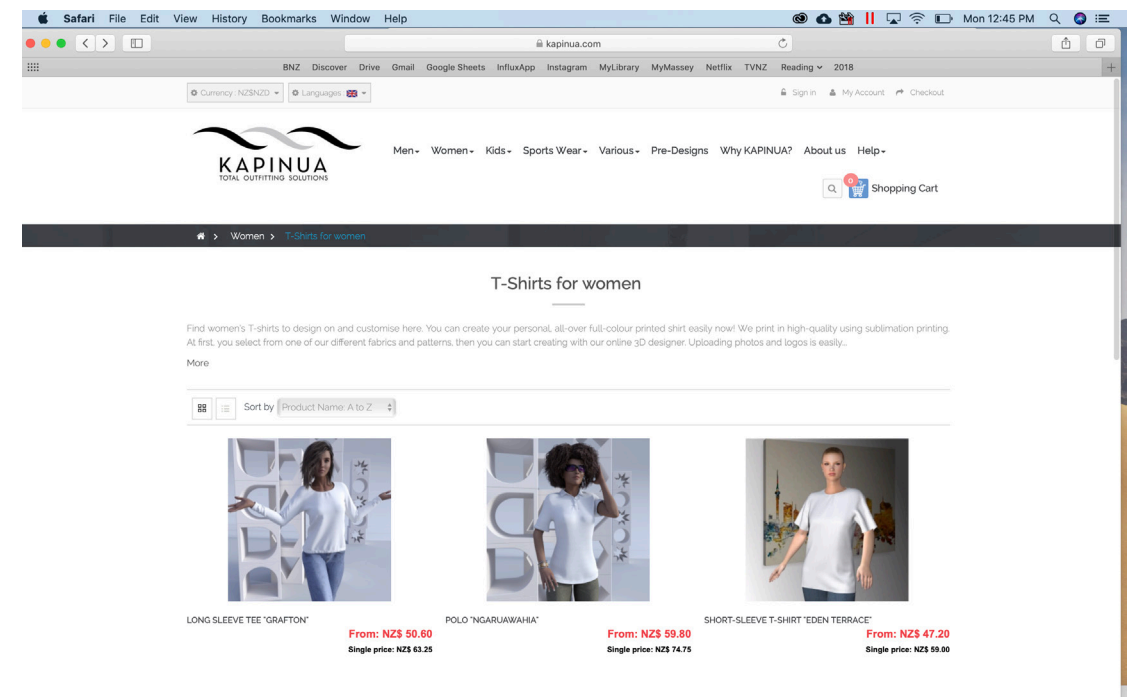 Safari File Edit View History Bookmarks Window Help Mon 12:45 PM
kapinua.com
BNZ Discover Drive Gmail Google Sheets InfluxApp Instagram MyLibrary MyMassey Netflix TVNZ Reading 2018
Currency : NZ$NZD Languages Sign in My Account Checkout
KAPINUA
TOTAL OUTFITTING SOLUTIONS
Men Women Kids Sports Wear Various Pre-Designs Why KAPINUA? About us Help
0 Shopping Cart
> Women > T-Shirts for women
T-Shirts for women
Find women's T-shirts to design on and customise here. You can create your personal, all-over full-colour printed shirt easily now! We print in high-quality using sublimation printing.
At first, you select from one of our different fabrics and patterns, then you can start creating with our online 3D designer. Uploading photos and logos is easily...
More
Sort by Product Name: A to Z
LONG SLEEVE TEE "GRAFTON"
From: NZ$ 50.60
Single price: NZ$ 63.25
POLO "NGARUAWAHIA"
From: NZ$ 59.80
Single price: NZ$ 74.75
SHORT-SLEEVE T-SHIRT "EDEN TERRACE"
From: NZ$ 47.20
Single price: NZ$ 59.00